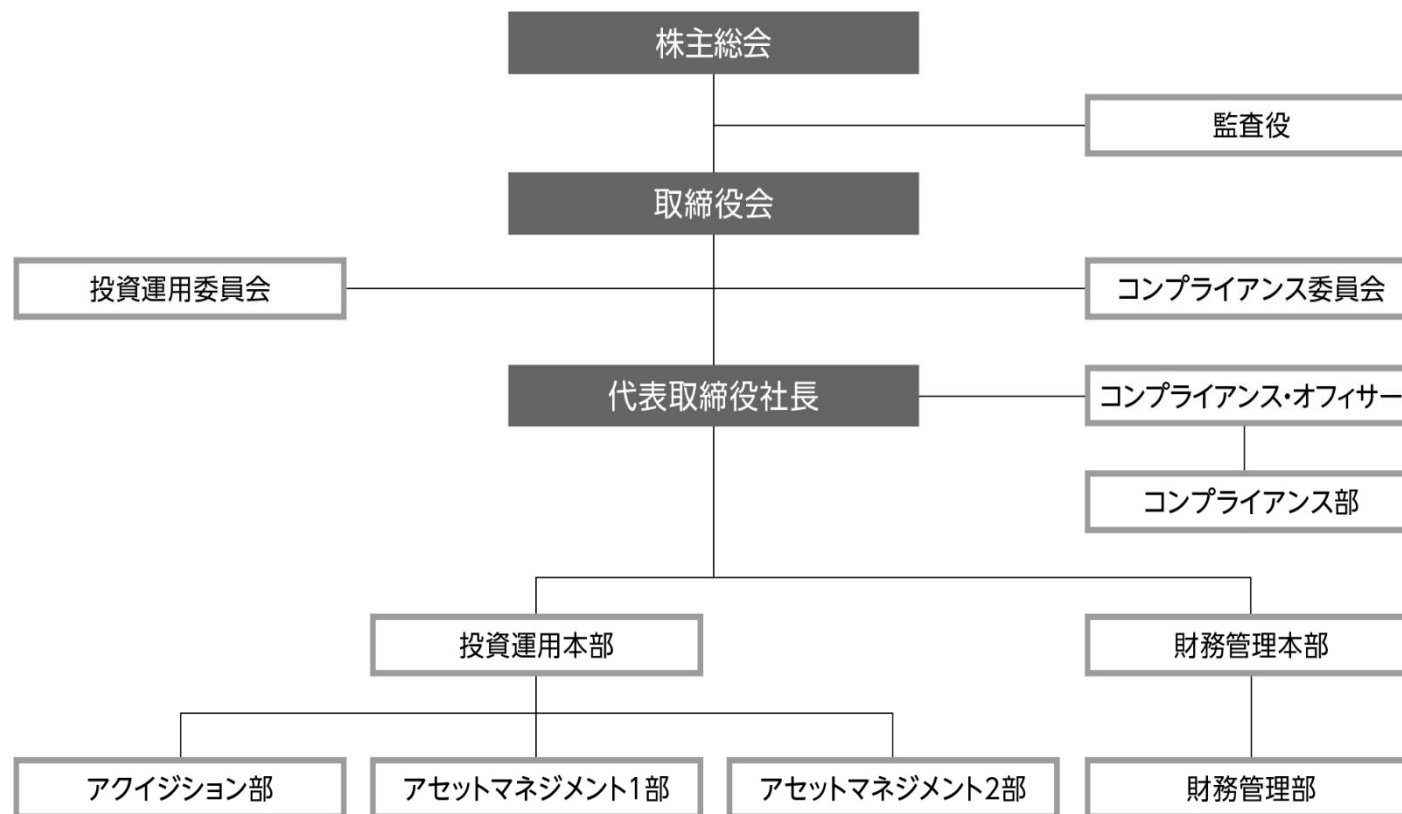 株主総会
監査役
取締役会
投資運用委員会
コンプライアンス委員会
代表取締役社長
コンプライアンス・オフィサー
コンプライアンス部
投資運用本部
財務管理本部
アクイジション部
アセットマネジメント1部
アセットマネジメント2部
財務管理部